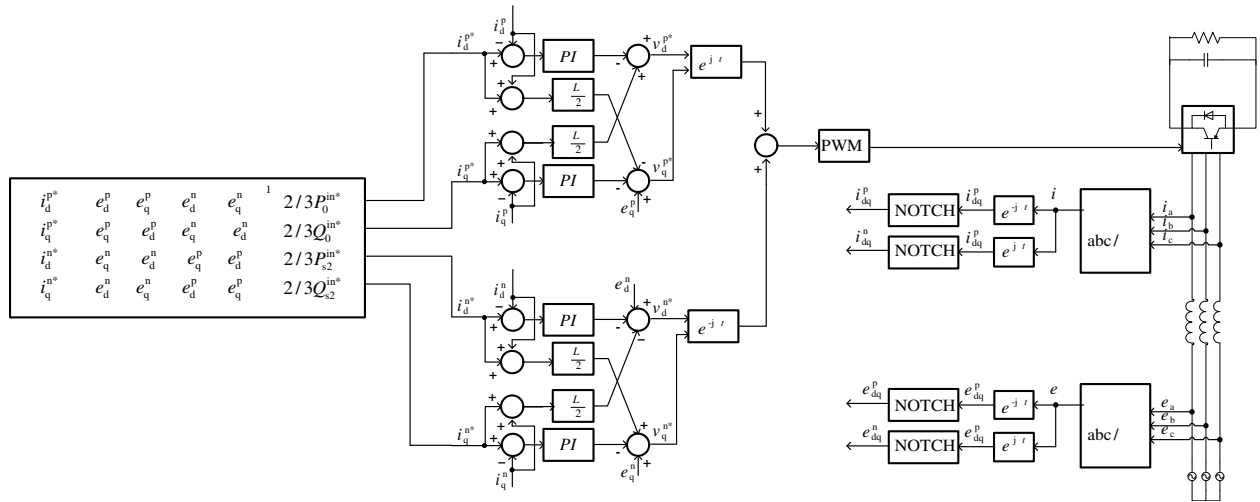 i_d^p* e_d^p e_q^p e_d^n e_q^n 1 2/3P_0^in*
i_q^p* e_q^p e_d^p e_q^n e_d^n 2/3Q_0^in*
i_d^n* e_q^n e_d^n e_q^p e_d^p 2/3P_s2^in*
i_q^n* e_d^n e_q^n e_d^p e_q^p 2/3Q_s2^in*
i_d^p
i_d^p*
− + PI - + v_d^p*
+ + L/2 +
e^j t
+ + L/2 -
i_q^p*
+ − PI - + v_q^p*
i_q^p
e_q^p
+
+
PWM
i_d^n
e_d^n
i_d^n*
− + PI - + v_d^n*
+ + L/2 −
e^-j t
+ + L/2 +
i_q^n*
+ − PI - + v_q^n*
i_q^n
e_q^n
i_dq^p NOTCH i_dq^p e^-j t i
i_dq^n NOTCH i_dq^p e^j t
abc/
i_a
i_b
i_c
e_dq^p NOTCH e_dq^p e^-j t e
e_dq^n NOTCH e_dq^p e^j t
abc/
e_a
e_b
e_c